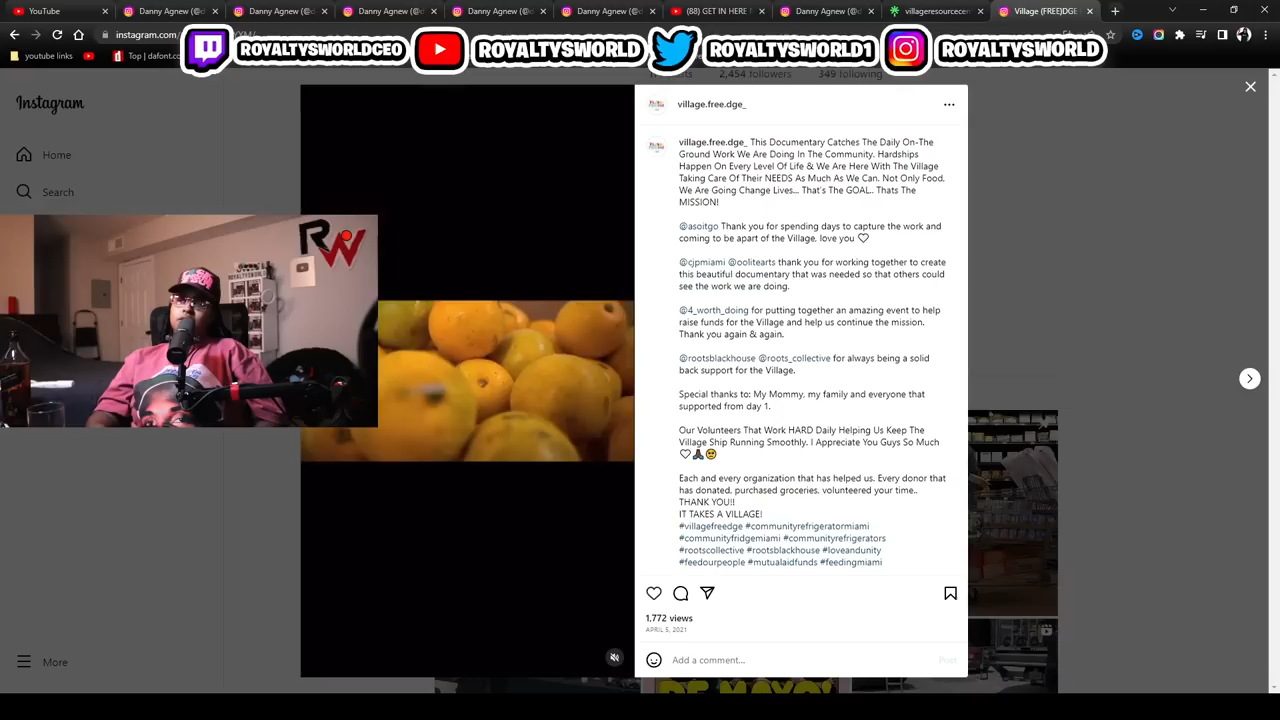 YouTube
Danny Agnew (@d
Danny Agnew (@d
Danny Agnew (@d
Danny Agnew (@d
Danny Agnew (@d
(88) GET IN HERE !
Danny Agnew (@d
villageresourcecen
Village (FREE)DGE
instagram.com
youtube links
Top | dafont.c
ROYALTYSWORLDCEO
ROYALTYSWORLD
ROYALTYSWORLD1
ROYALTYSWORLD
2,454 followers
349 following
Instagram
Home
Search
More
RW
ROYALTYSWORLD
village.free.dge_
village.free.dge_ This Documentary Catches The Daily On-The
Ground Work We Are Doing In The Community. Hardships
Happen On Every Level Of Life & We Are Here With The Village
Taking Care Of Their NEEDS As Much As We Can. Not Only Food,
We Are Going Change Lives... That's The GOAL.. Thats The
MISSION!
@asoitgo Thank you for spending days to capture the work and
coming to be apart of the Village, love you ♡
@cjpmiami @oolitearts thank you for working together to create
this beautiful documentary that was needed so that others could
see the work we are doing.
@4_worth_doing for putting together an amazing event to help
raise funds for the Village and help us continue the mission.
Thank you again & again.
@rootsblackhouse @roots_collective for always being a solid
back support for the Village.
Special thanks to: My Mommy, my family and everyone that
supported from day 1.
Our Volunteers That Work HARD Daily Helping Us Keep The
Village Ship Running Smoothly. I Appreciate You Guys So Much
Each and every organization that has helped us. Every donor that
has donated, purchased groceries, volunteered your time..
THANK YOU!!
IT TAKES A VILLAGE!
#villagefreedge #communityrefrigeratormiami
#communityfridgemiami #communityrefrigerators
#rootscollective #rootsblackhouse #loveandunity
#feedourpeople #mutualaidfunds #feedingmiami
1,772 views
APRIL 5, 2021
Add a comment...
Post
DE MAYO!